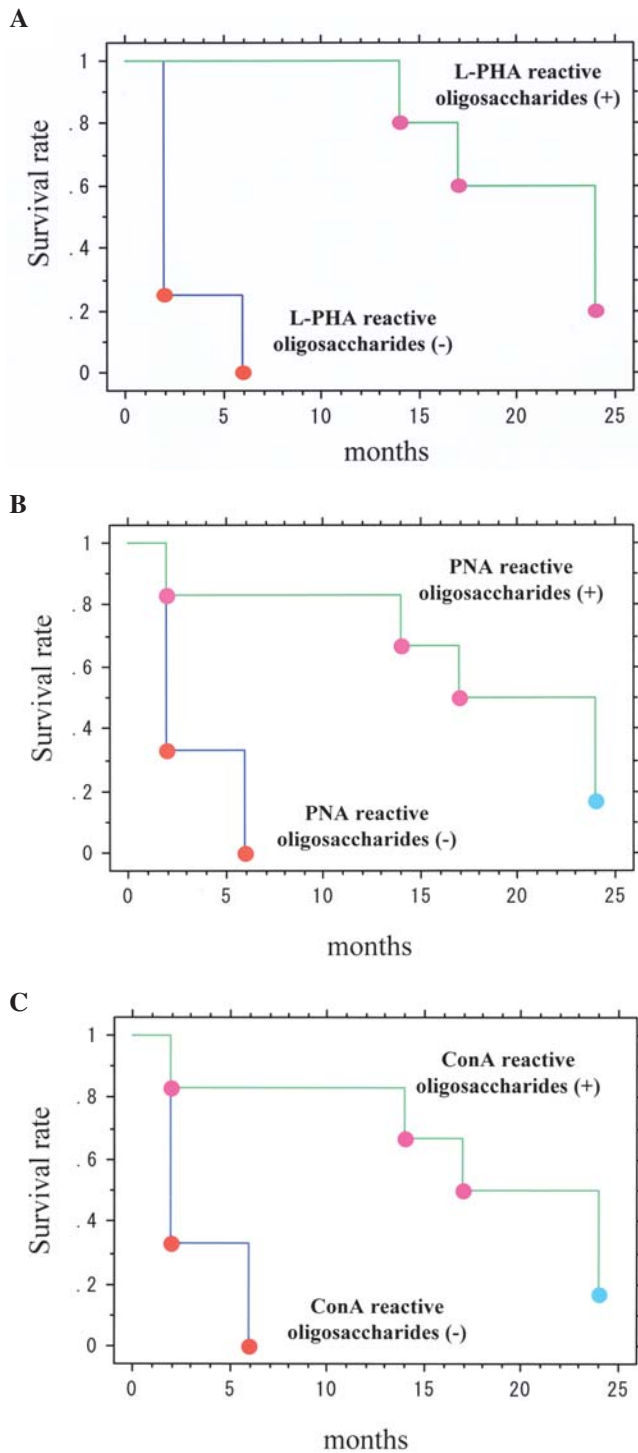 A
L-PHA reactive
oligosaccharides (+)
Survival rate
1
.8
.6
.4
.2
0
L-PHA reactive
oligosaccharides (-)
0 5 10 15 20 25
months
B
PNA reactive
oligosaccharides (+)
Survival rate
1
.8
.6
.4
.2
0
PNA reactive
oligosaccharides (-)
0 5 10 15 20 25
months
C
ConA reactive
oligosaccharides (+)
Survival rate
1
.8
.6
.4
.2
0
ConA reactive
oligosaccharides (-)
0 5 10 15 20 25
months